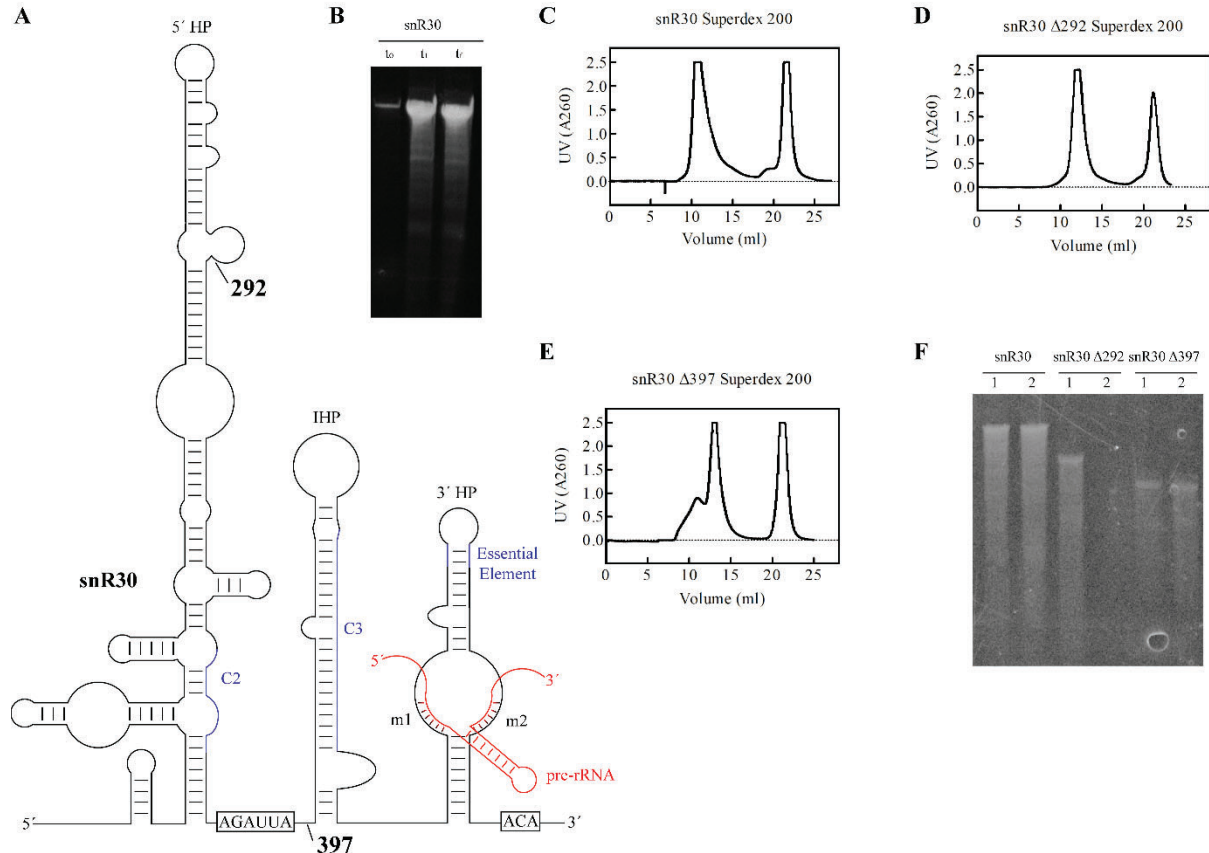 A
5´ HP
292
snR30
C2
5´
AGAUUA
397
IHP
C3
3´ HP
Essential
Element
5´
3´
m1
m2
pre-rRNA
ACA
3´
B
snR30
t₀ t₁ tf
C
snR30 Superdex 200
UV (A260)
2.5
2.0
1.5
1.0
0.5
0.0
0 5 10 15 20 25
Volume (ml)
D
snR30 Δ292 Superdex 200
UV (A260)
2.5
2.0
1.5
1.0
0.5
0.0
0 5 10 15 20 25
Volume (ml)
E
snR30 Δ397 Superdex 200
UV (A260)
2.5
2.0
1.5
1.0
0.5
0.0
0 5 10 15 20 25
Volume (ml)
F
snR30 snR30 Δ292 snR30 Δ397
1 2 1 2 1 2